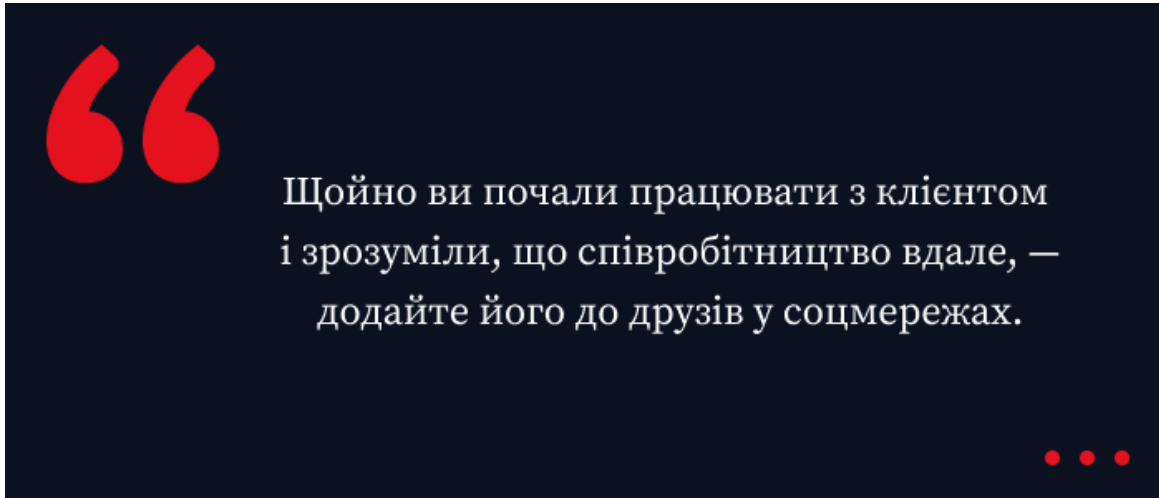 Щойно ви почали працювати з клієнтом
і зрозуміли, що співробітництво вдале, —
додайте його до друзів у соцмережах.